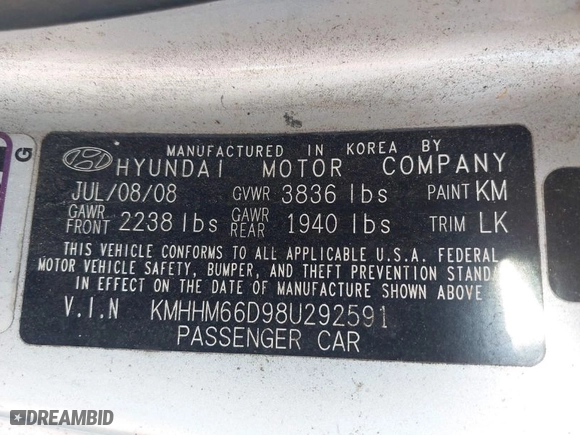 G
MANUFACTURED IN KOREA BY
HYUNDAI MOTOR COMPANY
JUL/08/08 GVWR 3836 lbs PAINT KM
GAWR FRONT 2238 lbs GAWR REAR 1940 lbs TRIM LK
THIS VEHICLE CONFORMS TO ALL APPLICABLE U.S.A. FEDERAL
MOTOR VEHICLE SAFETY, BUMPER, AND THEFT PREVENTION STANDARD
IN EFFECT ON THE DATE OF MANUFACTURE SHOWN ABOVE
V.I.N KMHHM66D98U292591
PASSENGER CAR
DREAMBID